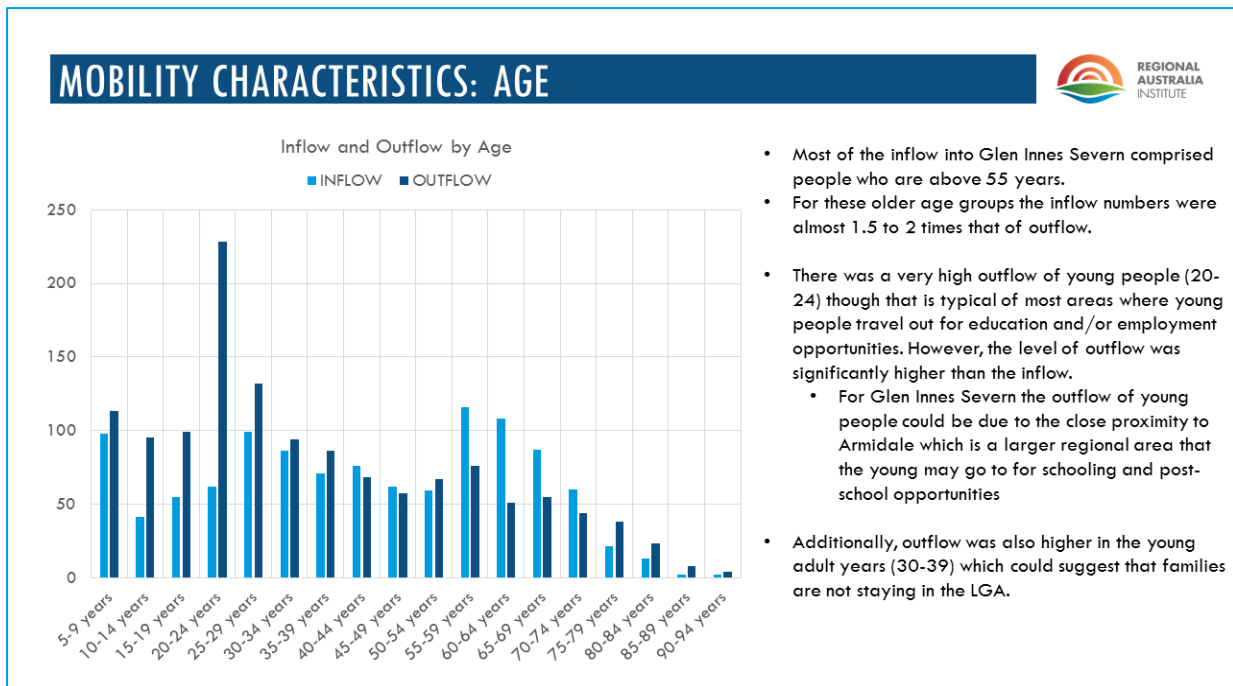 MOBILITY CHARACTERISTICS: AGE
REGIONAL
AUSTRALIA
INSTITUTE
Inflow and Outflow by Age
INFLOW OUTFLOW
250
200
150
100
50
0
5-9 years
10-14 years
15-19 years
20-24 years
25-29 years
30-34 years
35-39 years
40-44 years
45-49 years
50-54 years
55-59 years
60-64 years
65-69 years
70-74 years
75-79 years
80-84 years
85-89 years
90-94 years
• Most of the inflow into Glen Innes Severn comprised
people who are above 55 years.
• For these older age groups the inflow numbers were
almost 1.5 to 2 times that of outflow.
• There was a very high outflow of young people (20-
24) though that is typical of most areas where young
people travel out for education and/or employment
opportunities. However, the level of outflow was
significantly higher than the inflow.
• For Glen Innes Severn the outflow of young
people could be due to the close proximity to
Armidale which is a larger regional area that
the young may go to for schooling and post-
school opportunities
• Additionally, outflow was also higher in the young
adult years (30-39) which could suggest that families
are not staying in the LGA.